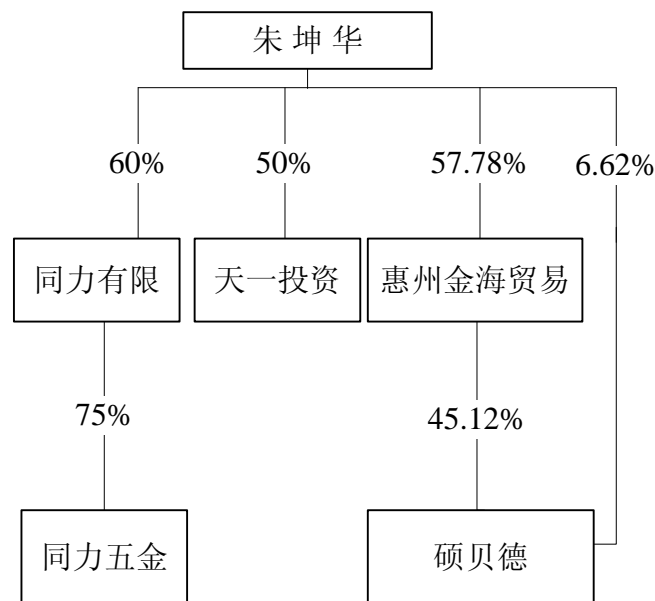 朱坤华
60%
50%
57.78%
6.62%
同力有限
天一投资
惠州金海贸易
75%
45.12%
同力五金
硕贝德